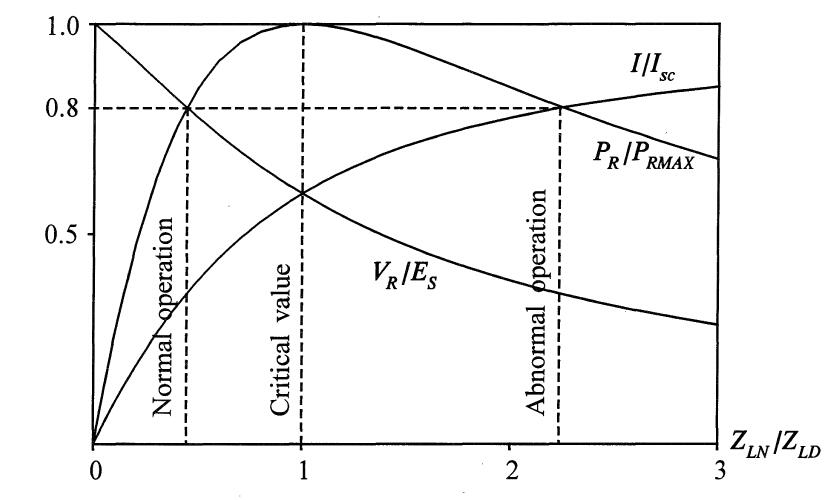 1.0
I/I_sc
0.8
P_R/P_RMAX
0.5
V_R/E_S
Normal operation
Critical value
Abnormal operation
Z_LN/Z_LD
0 1 2 3